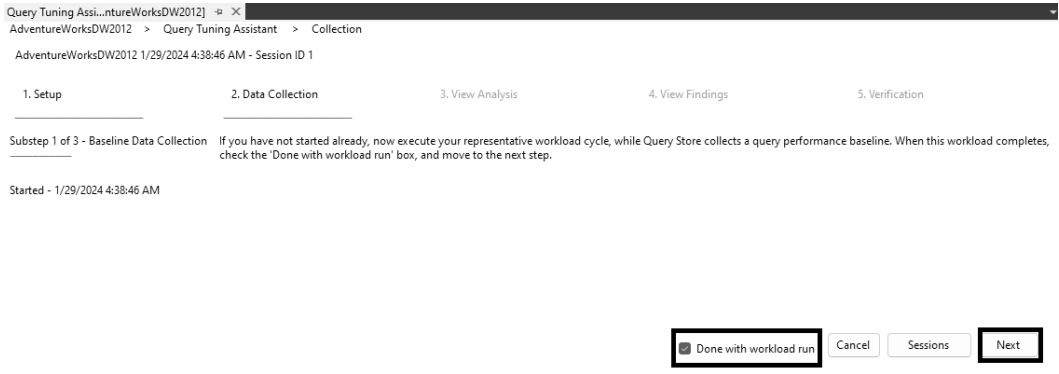 Query Tuning Assi...ntureWorksDW2012]
AdventureWorksDW2012 > Query Tuning Assistant > Collection
AdventureWorksDW2012 1/29/2024 4:38:46 AM - Session ID 1
1. Setup 2. Data Collection 3. View Analysis 4. View Findings 5. Verification
Substep 1 of 3 - Baseline Data Collection If you have not started already, now execute your representative workload cycle, while Query Store collects a query performance baseline. When this workload completes,
check the 'Done with workload run' box, and move to the next step.
Started - 1/29/2024 4:38:46 AM
Done with workload run Cancel Sessions Next